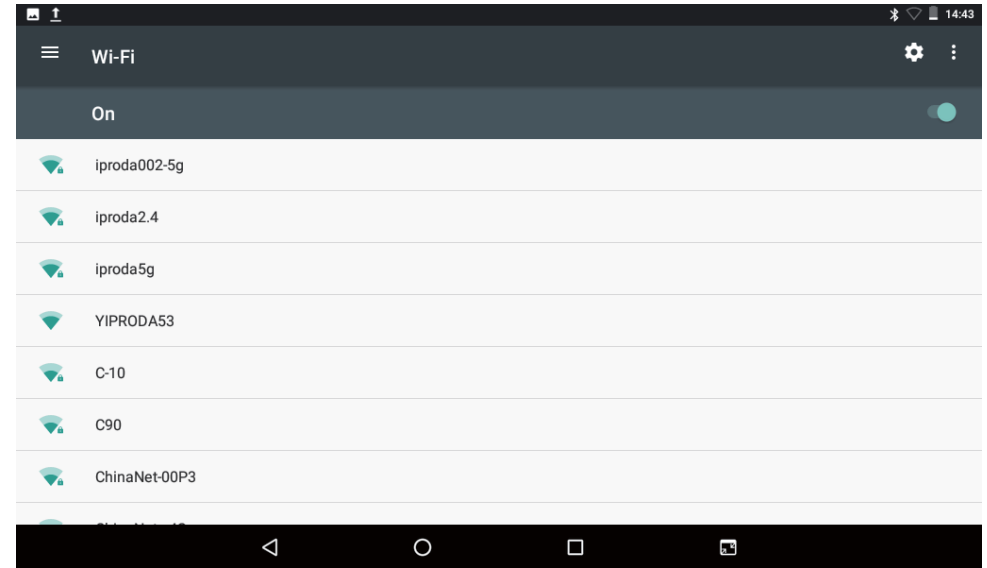 14:43
Wi-Fi
On
iproda002-5g
iproda2.4
iproda5g
YIPRODA53
C-10
C90
ChinaNet-00P3